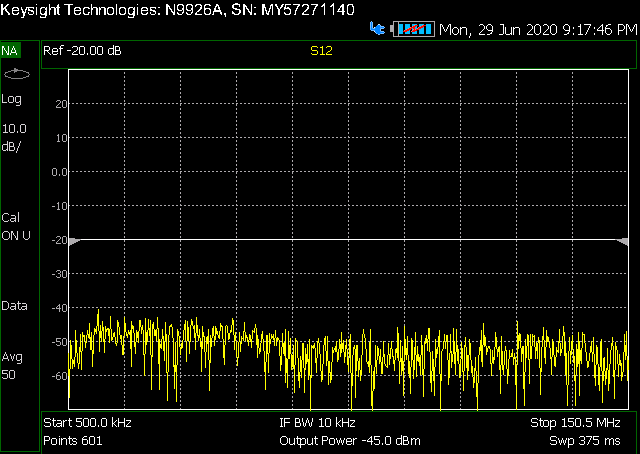 Keysight Technologies: N9926A, SN: MY57271140
Mon, 29 Jun 2020 9:17:46 PM
NA
Ref -20.00 dB
S12
Log
10.0
dB/
Cal
ON U
Data
Avg
50
20
10
0.0
-10
-20
-30
-40
-50
-60
Start 500.0 kHz
IF BW 10 kHz
Stop 150.5 MHz
Points 601
Output Power -45.0 dBm
Swp 375 ms